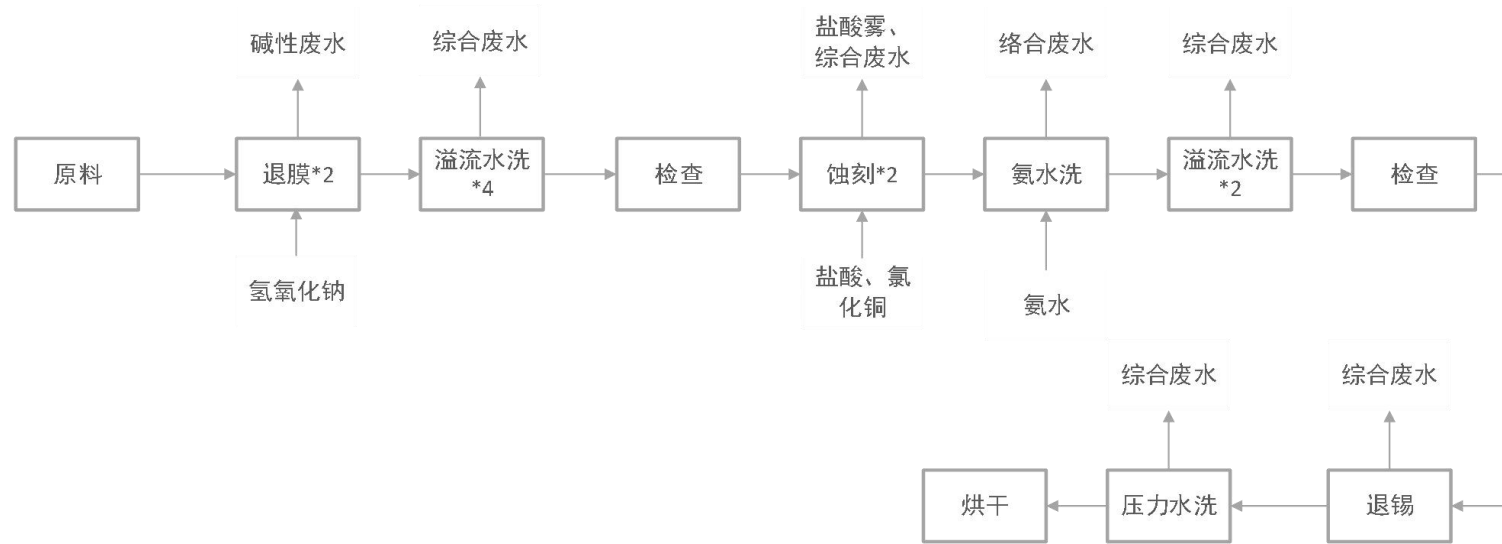 碱性废水
综合废水
盐酸雾、
综合废水
络合废水
综合废水
原料
退膜*2
溢流水洗
*4
检查
蚀刻*2
氨水洗
溢流水洗
*2
检查
氢氧化钠
盐酸、氯
化铜
氨水
综合废水
综合废水
烘干
压力水洗
退锡